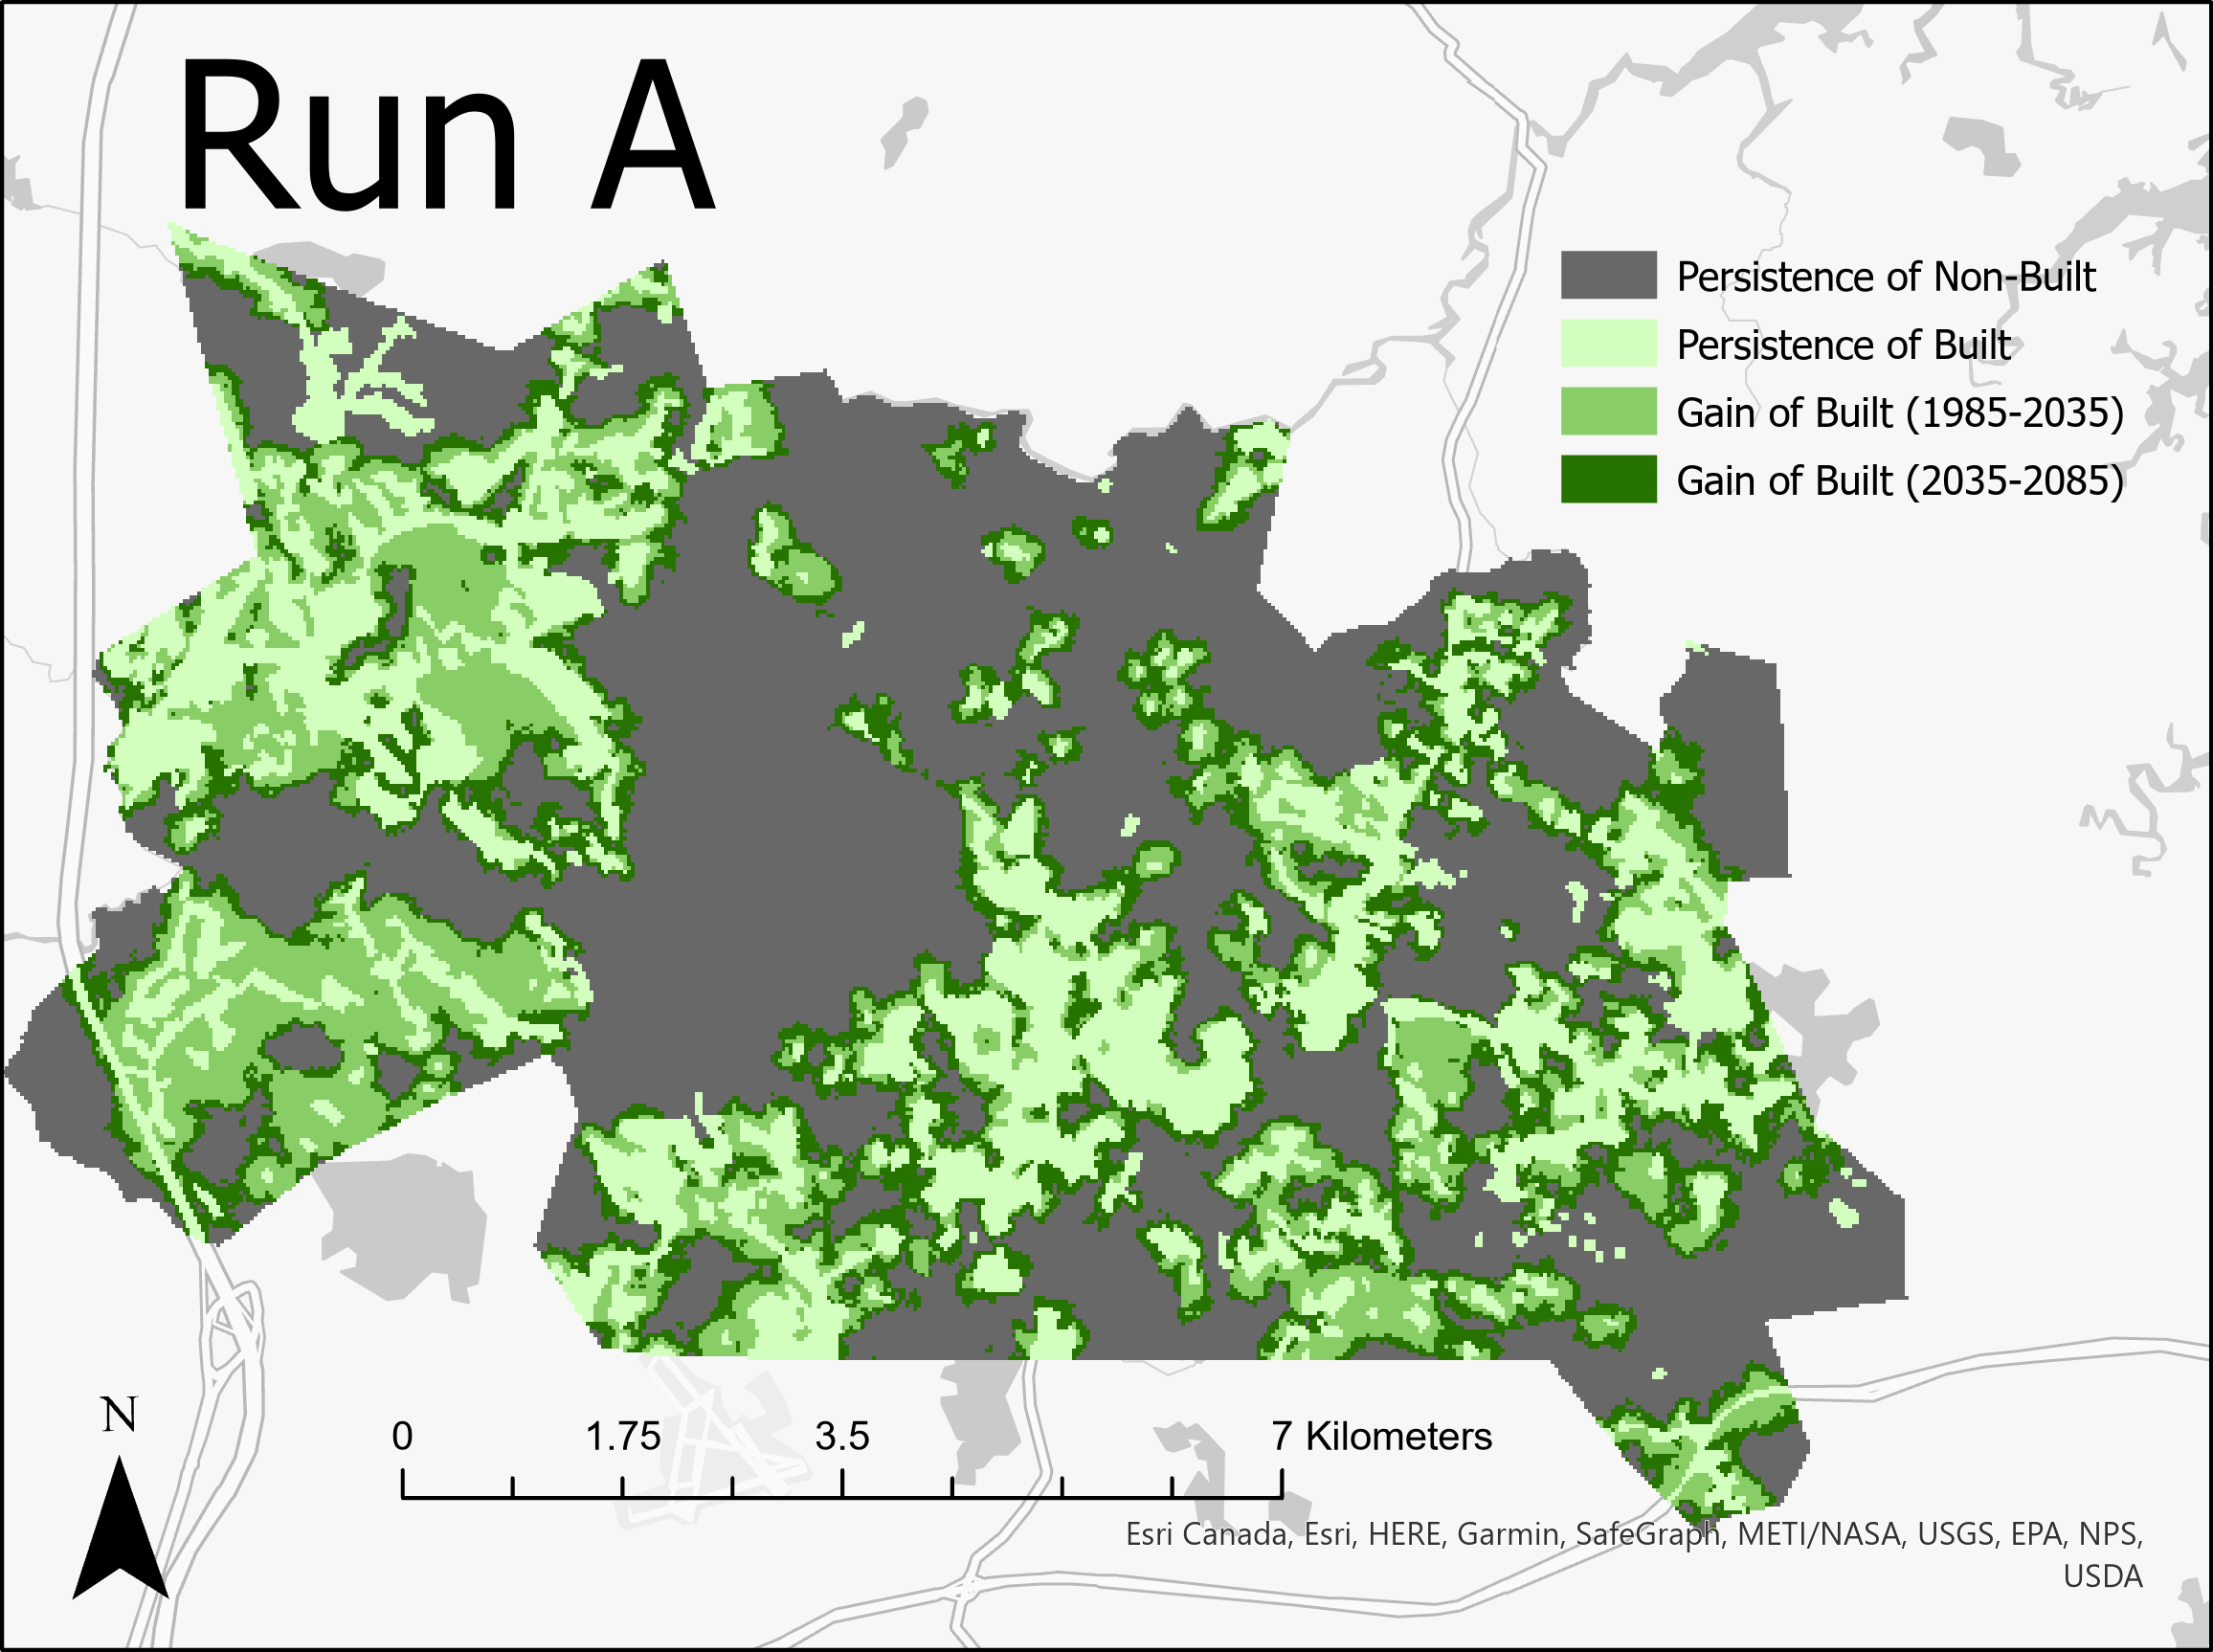 Run A
Persistence of Non-Built
Persistence of Built
Gain of Built (1985-2035)
Gain of Built (2035-2085)
N
0 1.75 3.5 7 Kilometers
Esri Canada, Esri, HERE, Garmin, SafeGraph, METI/NASA, USGS, EPA, NPS,
USDA